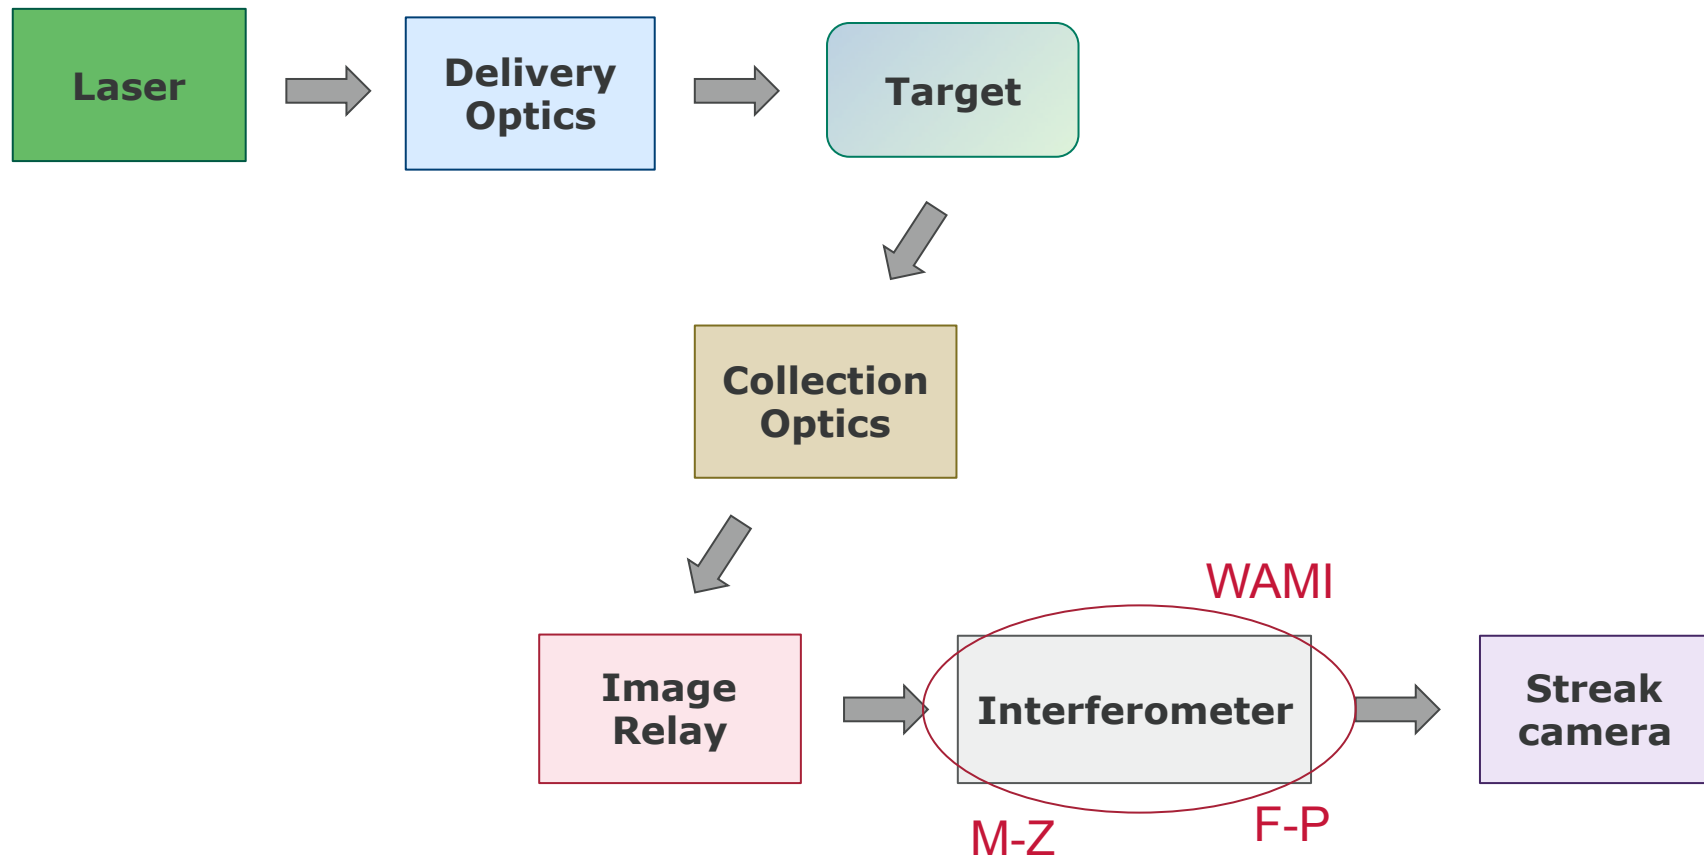 Laser
Delivery
Optics
Target
Collection
Optics
WAMI
Image
Relay
Interferometer
Streak
camera
M-Z
F-P